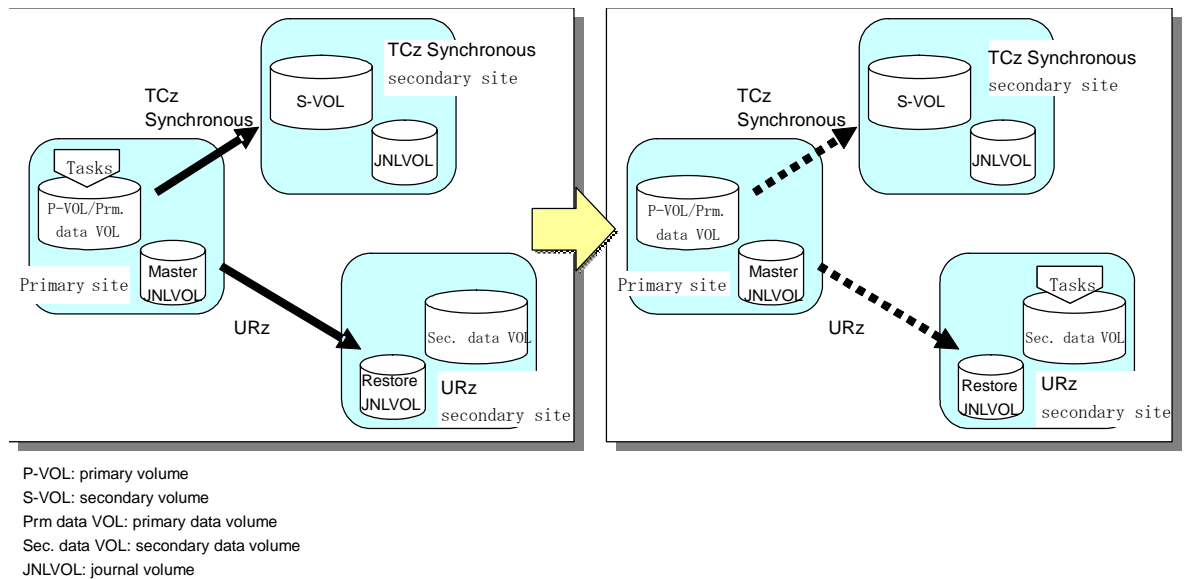 TCz Synchronous
secondary site
S-VOL
JNLVOL
TCz
Synchronous
Tasks
P-VOL/Prm.
data VOL
Master
JNLVOL
Primary site
URz
Sec. data VOL
Restore
JNLVOL
URz
secondary site
TCz Synchronous
secondary site
S-VOL
JNLVOL
TCz
Synchronous
P-VOL/Prm.
data VOL
Master
JNLVOL
Primary site
URz
Tasks
Sec. data VOL
Restore
JNLVOL
URz
secondary site
P-VOL: primary volume
S-VOL: secondary volume
Prm data VOL: primary data volume
Sec. data VOL: secondary data volume
JNLVOL: journal volume